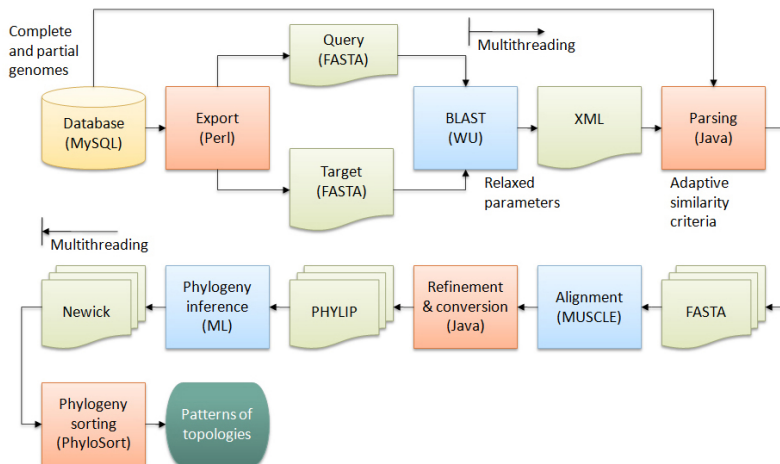 Complete
and partial
genomes
Query
(FASTA)
Multithreading
Database
(MySQL)
Export
(Perl)
BLAST
(WU)
XML
Parsing
(Java)
Target
(FASTA)
Relaxed
parameters
Adaptive
similarity
criteria
Multithreading
Newick
Phylogeny
inference
(ML)
PHYLIP
Refinement
& conversion
(Java)
Alignment
(MUSCLE)
FASTA
Phylogeny
sorting
(PhyloSort)
Patterns of
topologies